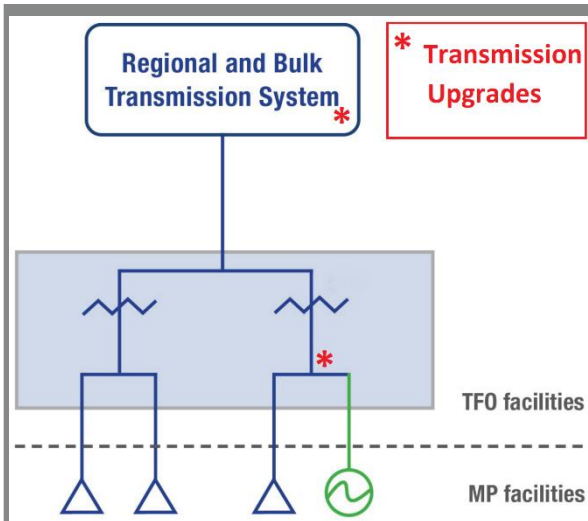 Regional and Bulk
Transmission System*
* Transmission
Upgrades
*
TFO facilities
MP facilities